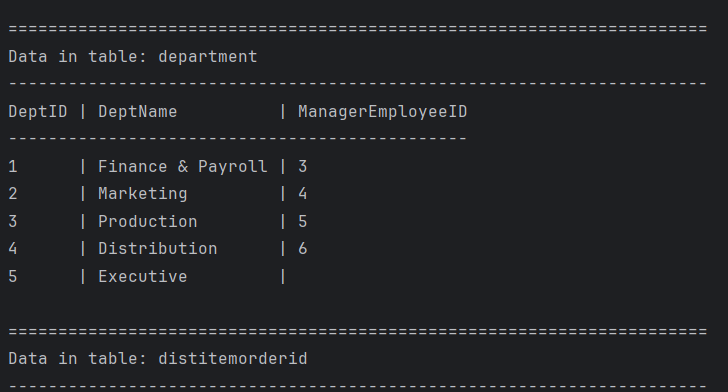 ======================================================================
Data in table: department
----------------------------------------------------------------------
DeptID | DeptName          | ManagerEmployeeID
----------------------------------------------
1      | Finance & Payroll | 3
2      | Marketing         | 4
3      | Production        | 5
4      | Distribution      | 6
5      | Executive         |
======================================================================
Data in table: distitemorderid
----------------------------------------------------------------------